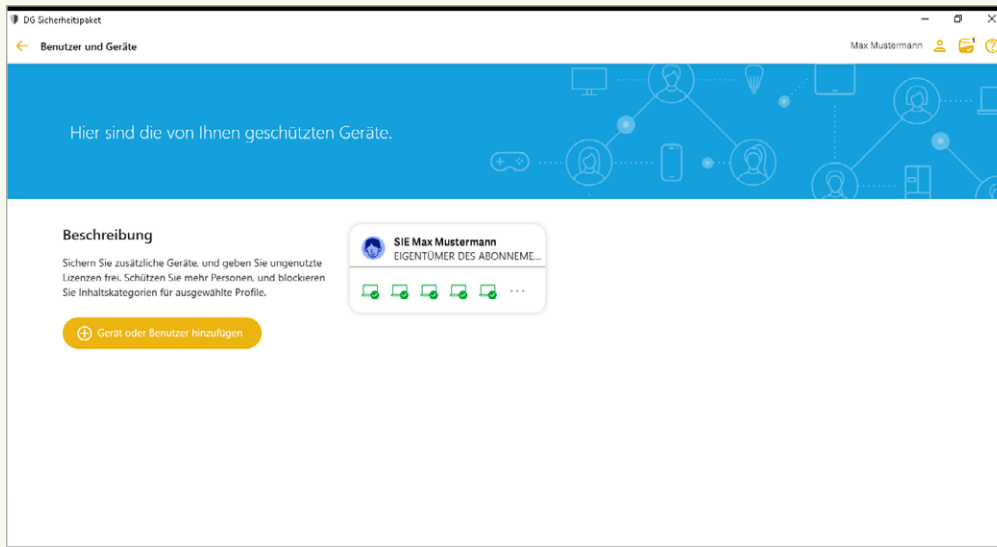 DG Sicherheitspaket
Benutzer und Geräte
Max Mustermann
1
Hier sind die von Ihnen geschützten Geräte.
Beschreibung
Sichern Sie zusätzliche Geräte, und geben Sie ungenutzte
Lizenzen frei. Schützen Sie mehr Personen, und blockieren
Sie Inhaltskategorien für ausgewählte Profile.
Gerät oder Benutzer hinzufügen
SIE Max Mustermann
EIGENTÜMER DES ABONNEME...